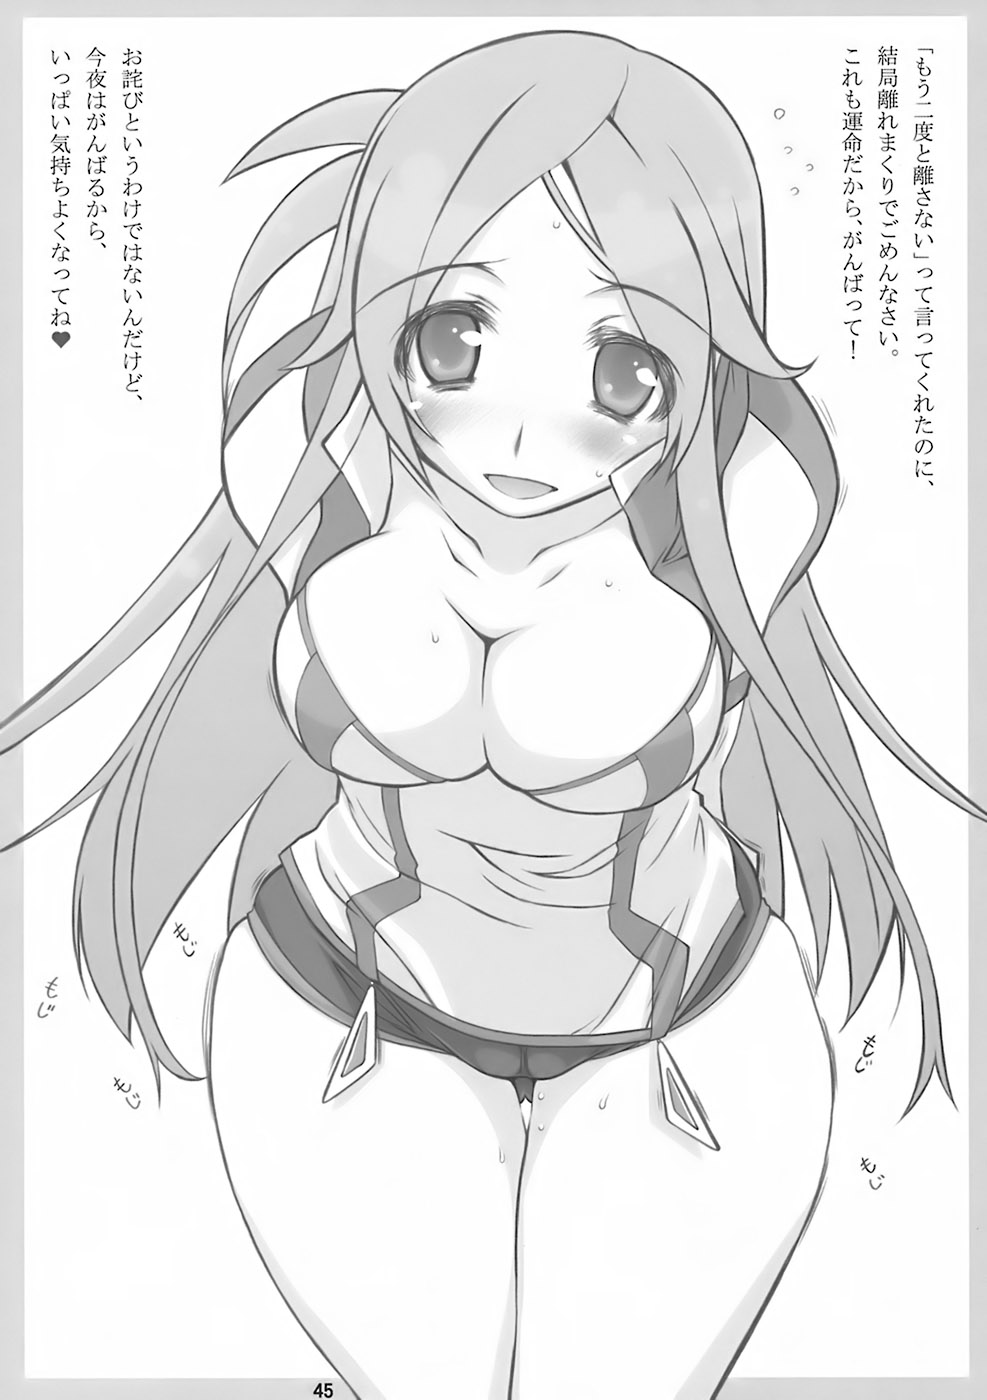 「もう二度と離さない」って言ってくれたのに、
結局離れまくりでごめんなさい。
これも運命だから、がんばって！
お詫びというわけではないんだけど、
今夜はがんばるから、
いっぱい気持ちよくなってね♥
もじ
もじ
もじ
もじ
もじ
45